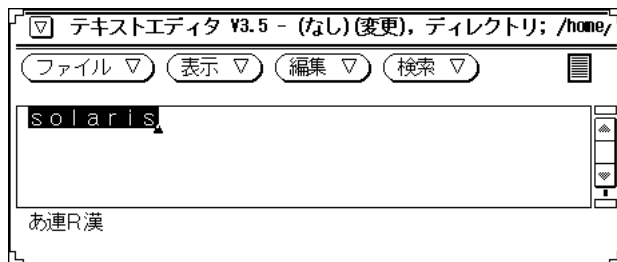 テキストエディタ V3.5 - (なし)(変更), ディレクトリ; /home/
ファイル 表示 編集 検索
ｓｏｌａｒｉｓ
あ連R漢